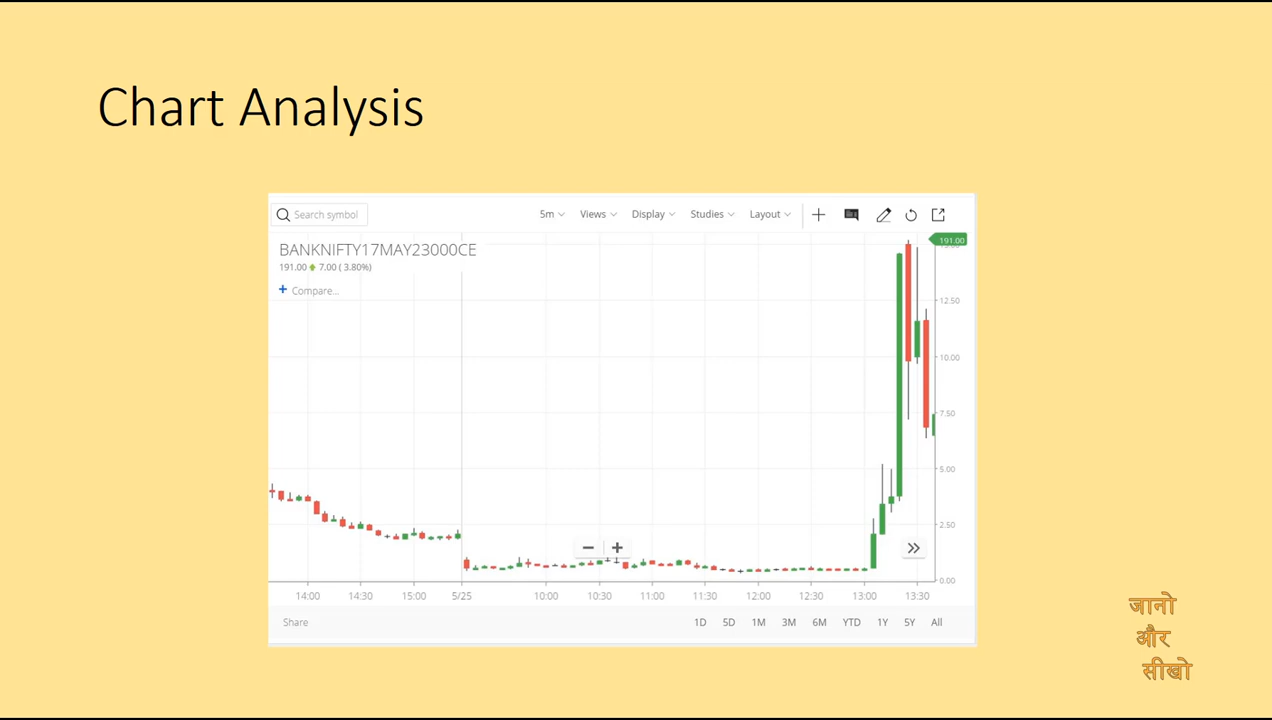 Chart Analysis
Search symbol
5m Views Display Studies Layout
BANKNIFTY17MAY23000CE
191.00 7.00 ( 3.80%)
Compare...
191.00
12.50
10.00
7.50
5.00
2.50
0.00
14:00 14:30 15:00 5/25 10:00 10:30 11:00 11:30 12:00 12:30 13:00 13:30
Share 1D 5D 1M 3M 6M YTD 1Y 5Y All
जानो
और
सीखो